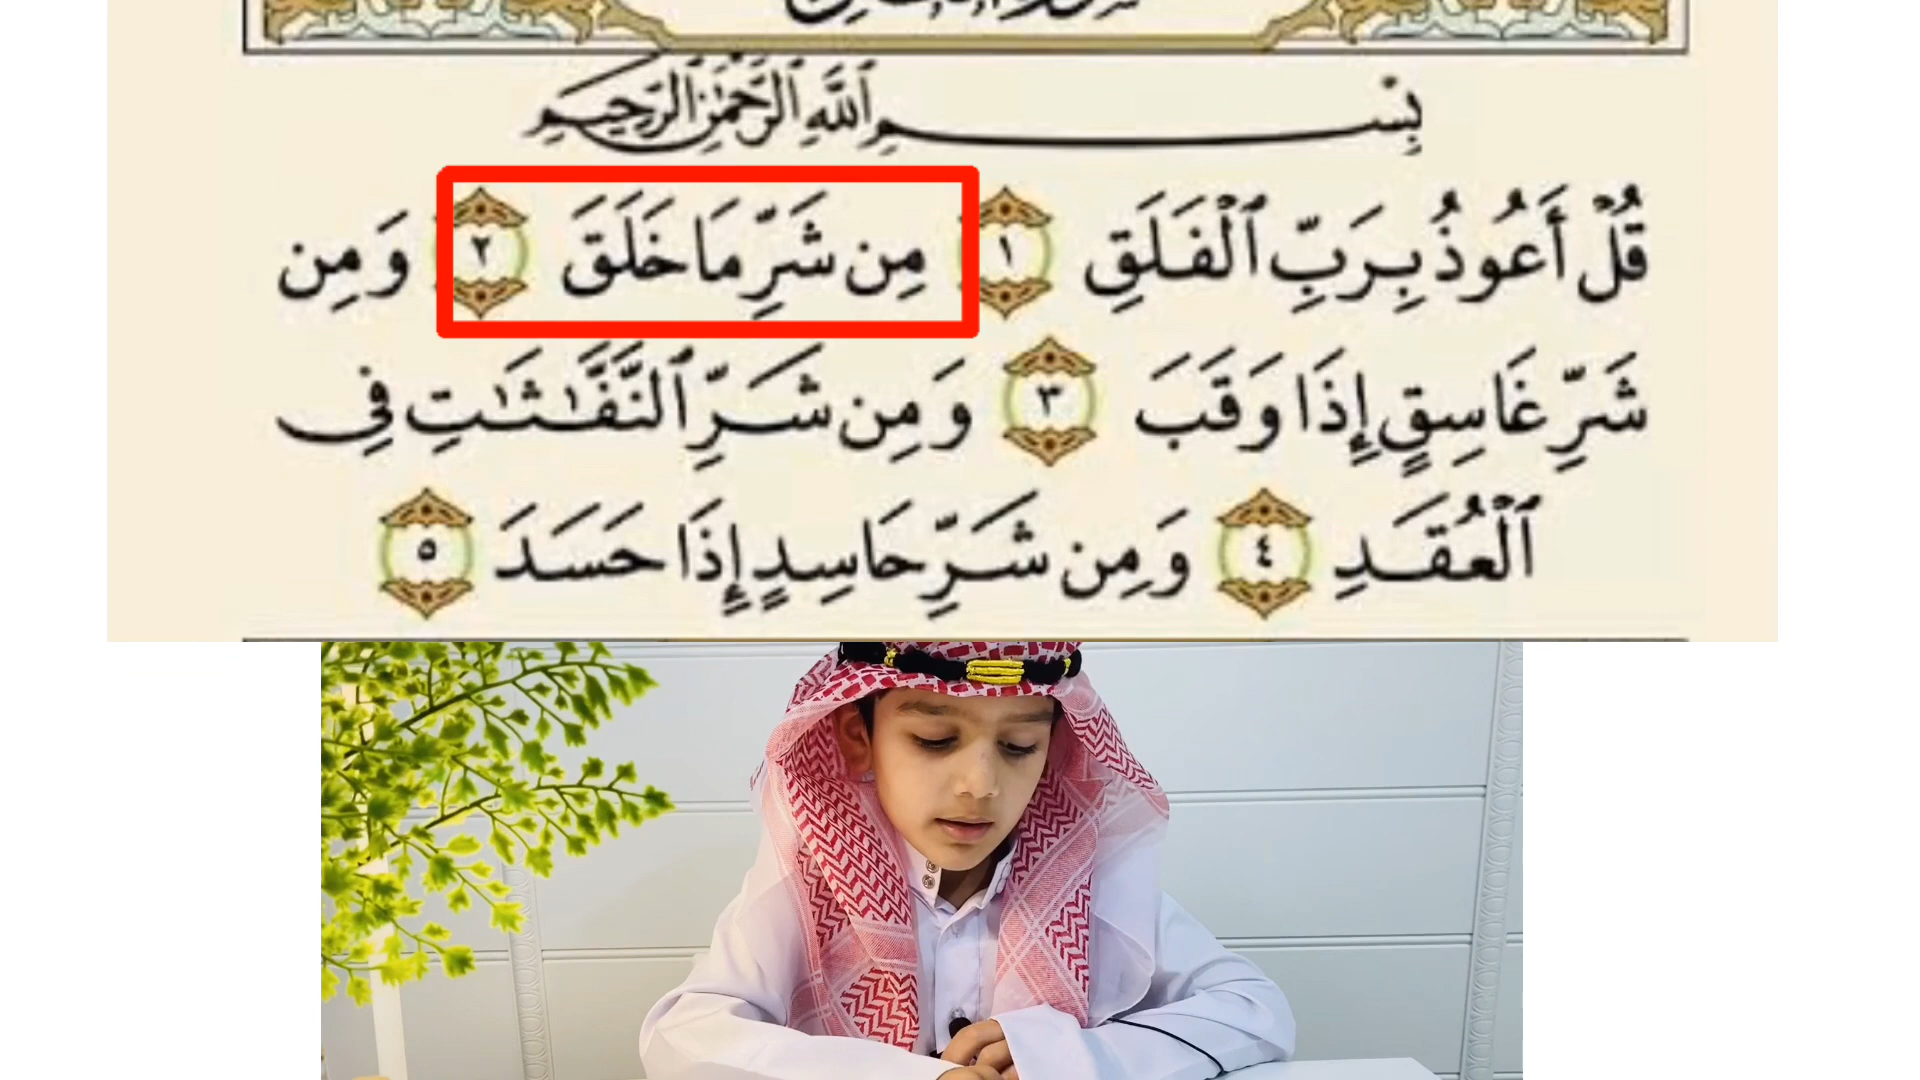 بِسْمِ ٱللَّهِ ٱلرَّحْمَٰنِ ٱلرَّحِيمِ
قُلْ أَعُوذُ بِرَبِّ ٱلْفَلَقِ ١ مِن شَرِّ مَا خَلَقَ ٢ وَمِن
شَرِّ غَاسِقٍ إِذَا وَقَبَ ٣ وَمِن شَرِّ ٱلنَّفَّٰثَٰتِ فِي
ٱلْعُقَدِ ٤ وَمِن شَرِّ حَاسِدٍ إِذَا حَسَدَ ٥